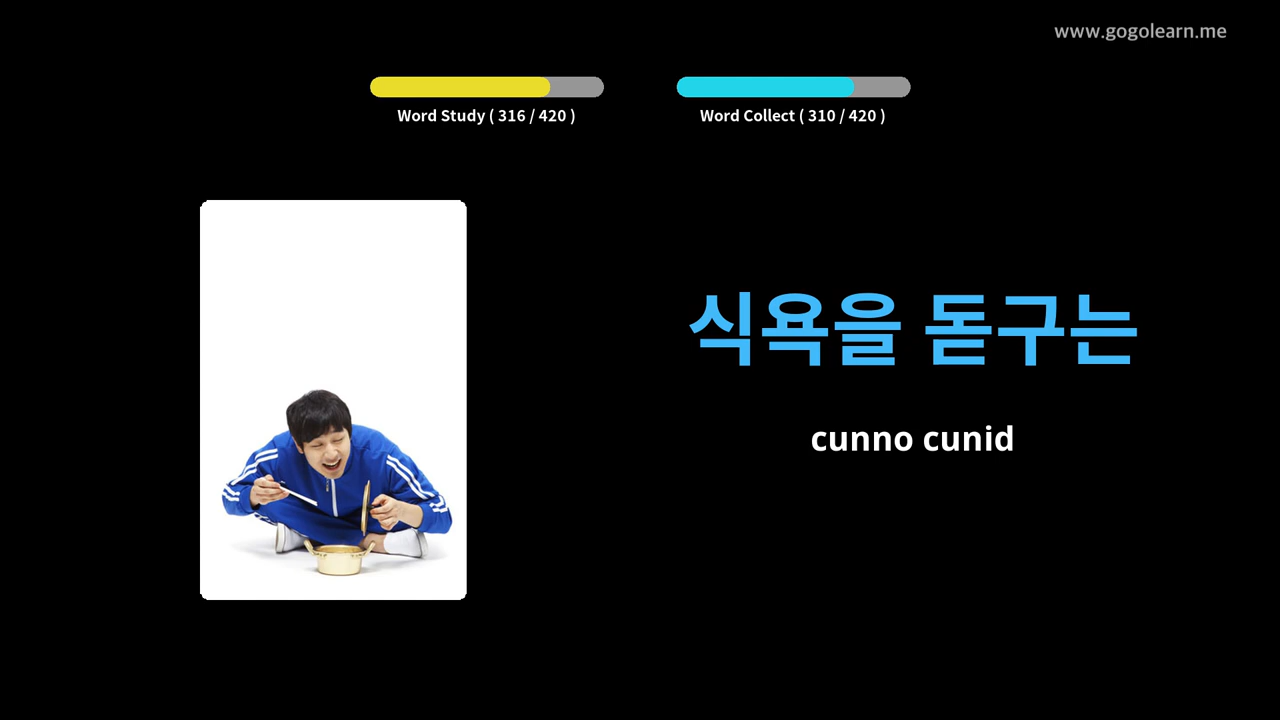 www.gogolearn.me
Word Study ( 316 / 420 )
Word Collect ( 310 / 420 )
식욕을 돋구는
cunno cunid